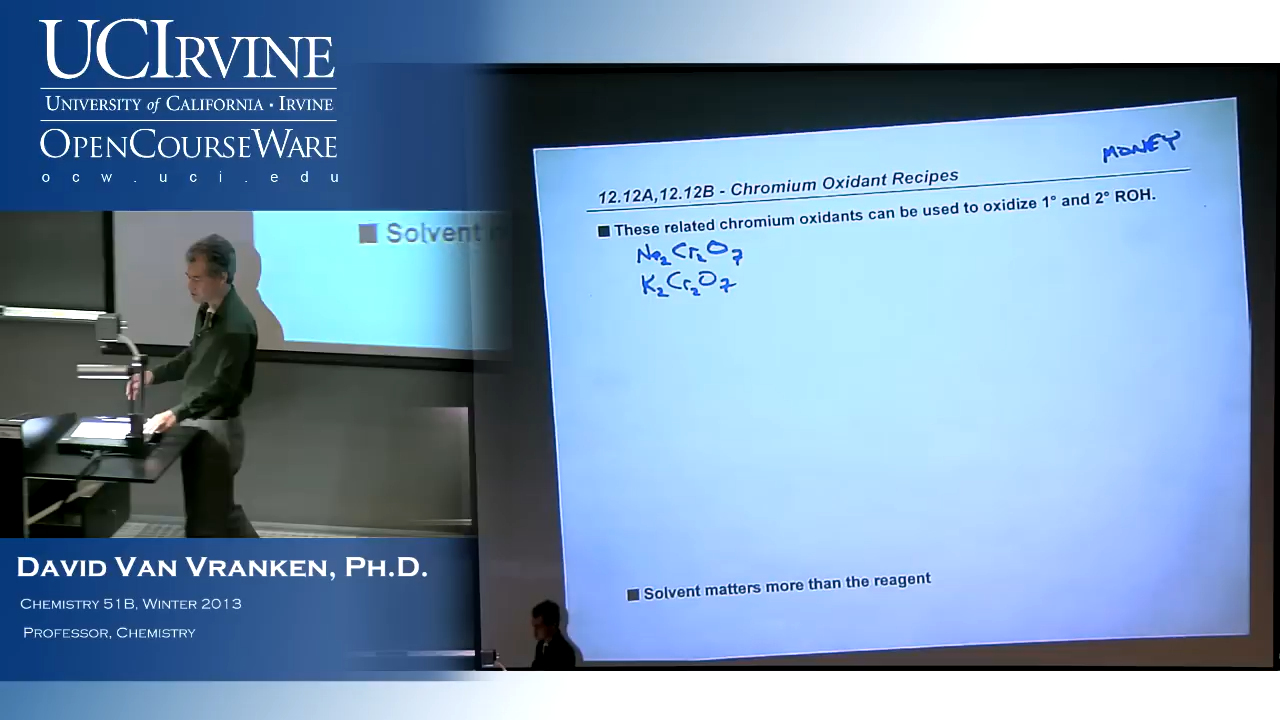 UCIRVINE
UNIVERSITY of CALIFORNIA · IRVINE
OPENCOURSEWARE
ocw.uci.edu
Solvent
DAVID VAN VRANKEN, PH.D.
CHEMISTRY 51B, WINTER 2013
PROFESSOR, CHEMISTRY
MONEY
12.12A,12.12B - Chromium Oxidant Recipes
■ These related chromium oxidants can be used to oxidize 1° and 2° ROH.
Na₂Cr₂O₇
K₂Cr₂O₇
■ Solvent matters more than the reagent